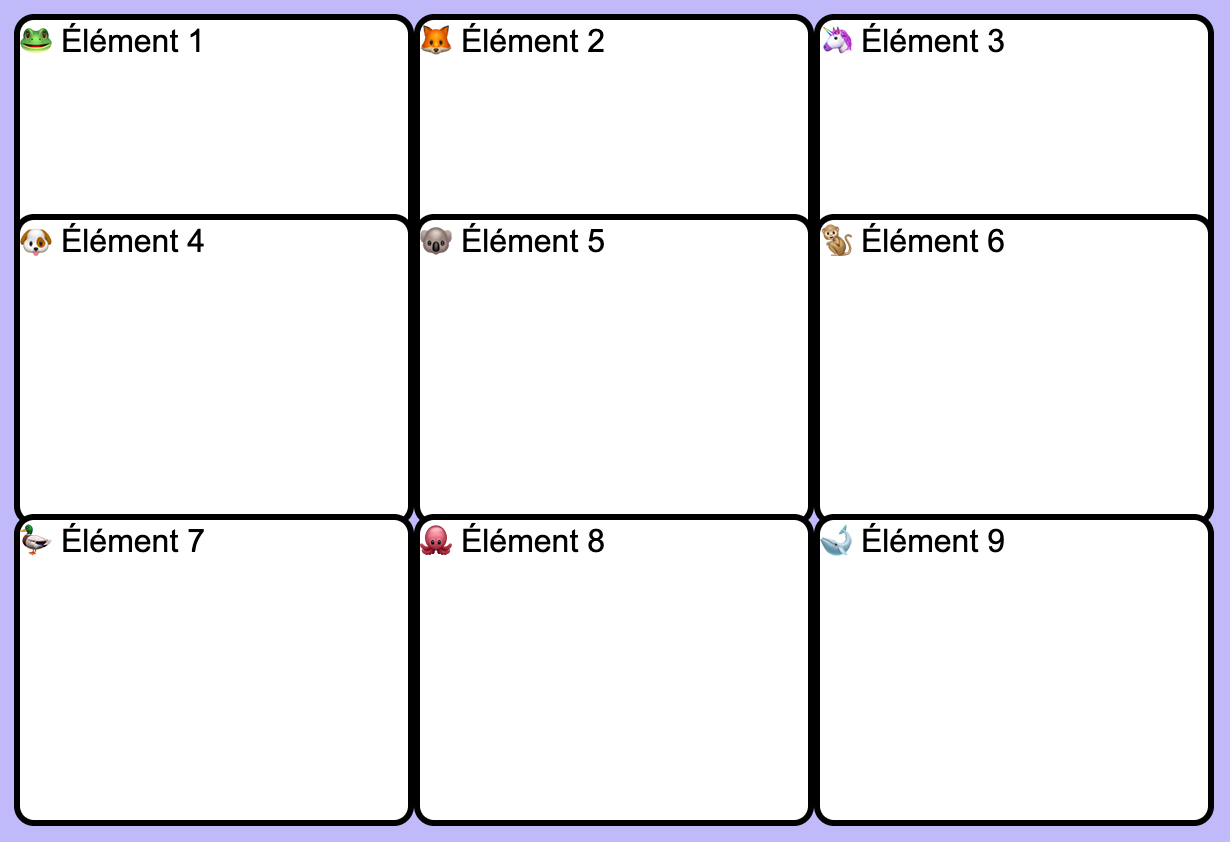 🐸 Élément 1
🦊 Élément 2
🦄 Élément 3
🐶 Élément 4
🐨 Élément 5
🐒 Élément 6
🦆 Élément 7
🐙 Élément 8
🐋 Élément 9